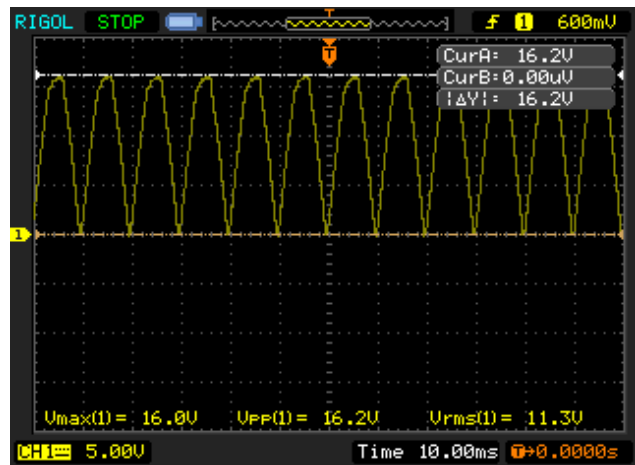 RIGOL STOP T f 1 600mV
T
CurA: 16.2V
CurB:0.00uV
|ΔY|: 16.2V
1
Vmax(1)= 16.0V Vpp(1)= 16.2V Vrms(1)= 11.3V
CH1 5.00V Time 10.00ms T→0.0000s